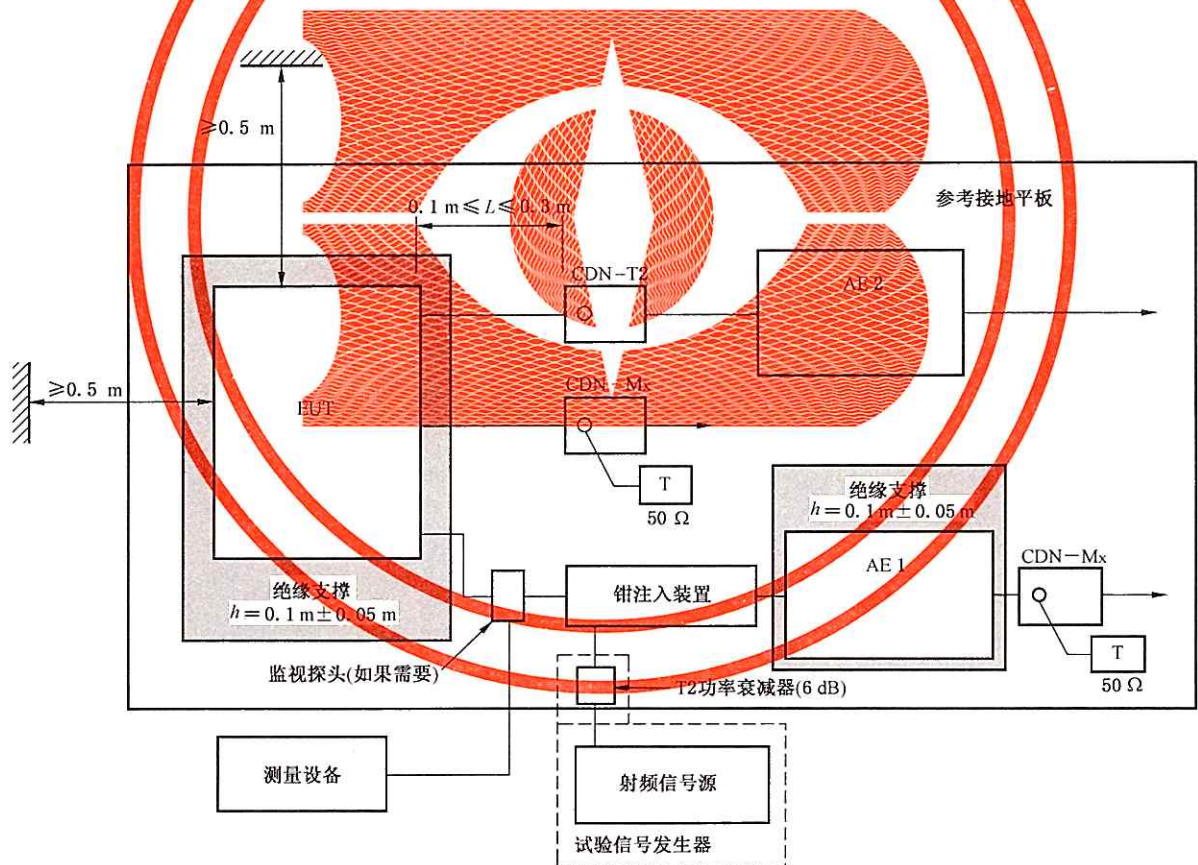 ≥0.5 m
参考接地平板
0.1 m≤L≤0.3 m
CDN-T2
AE 2
≥0.5 m
CDN-Mx
EUT
T
50 Ω
绝缘支撑
h=0.1 m±0.05 m
AE 1
CDN-Mx
钳注入装置
绝缘支撑
h=0.1 m±0.05 m
T
50 Ω
监视探头(如果需要)
T2功率衰减器(6 dB)
测量设备
射频信号源
试验信号发生器